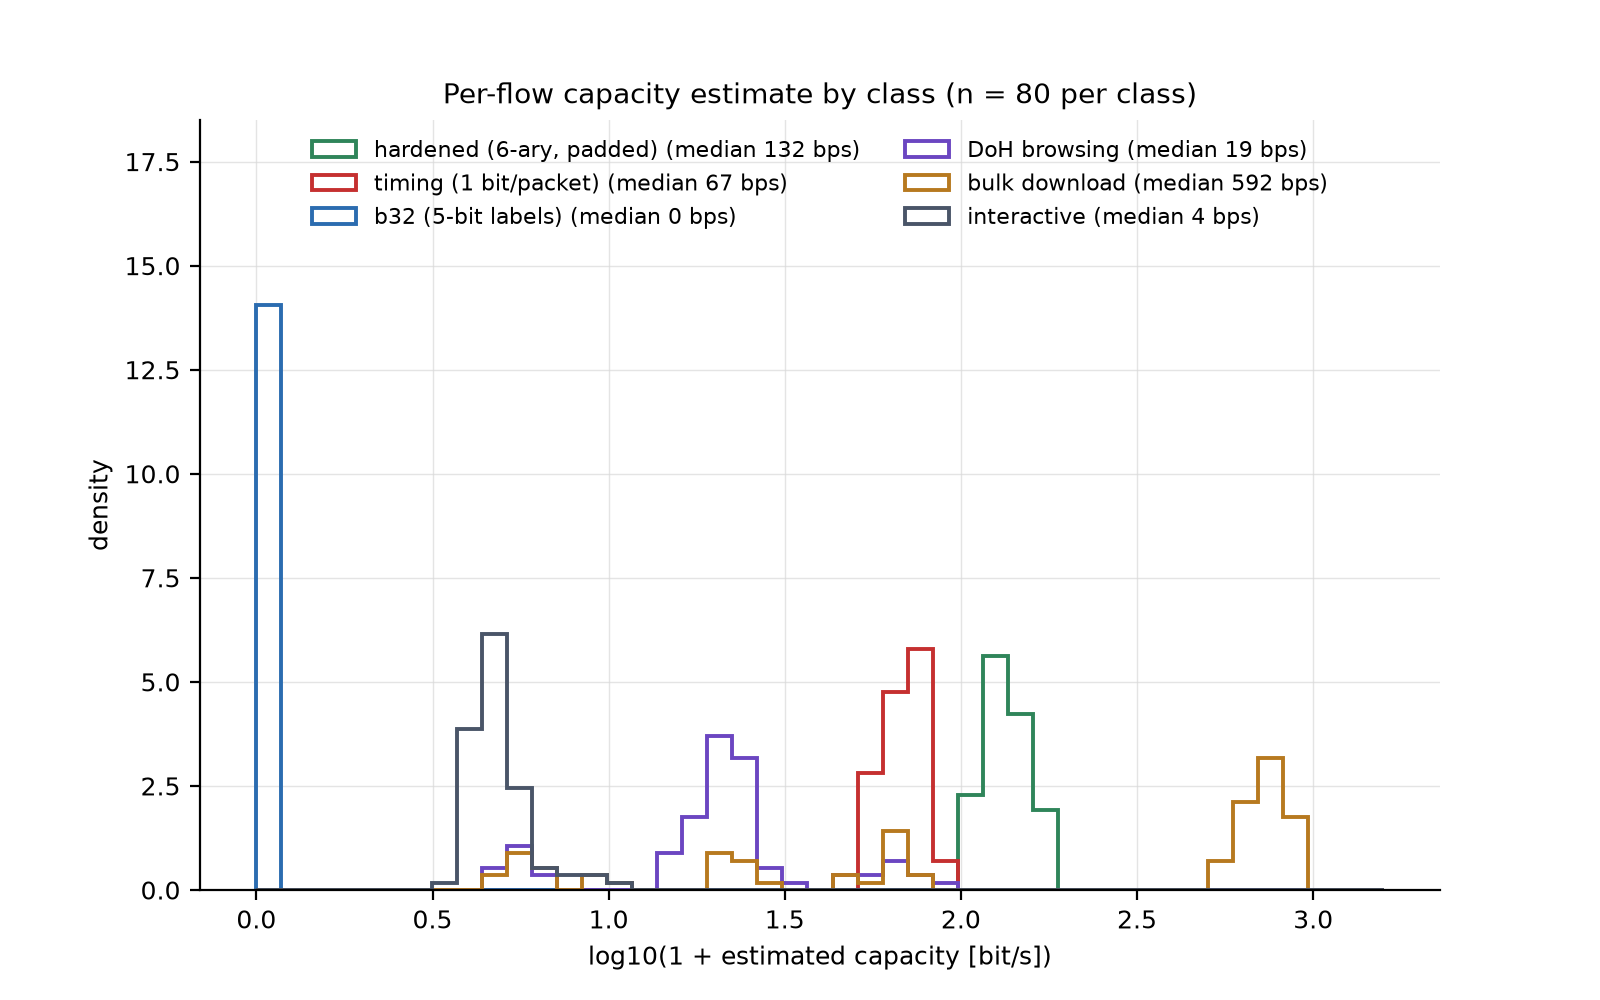 Per-flow capacity estimate by class (n = 80 per class)
hardened (6-ary, padded) (median 132 bps)
timing (1 bit/packet) (median 67 bps)
b32 (5-bit labels) (median 0 bps)
DoH browsing (median 19 bps)
bulk download (median 592 bps)
interactive (median 4 bps)
density
17.5
15.0
12.5
10.0
7.5
5.0
2.5
0.0
0.0 0.5 1.0 1.5 2.0 2.5 3.0
log10(1 + estimated capacity [bit/s])